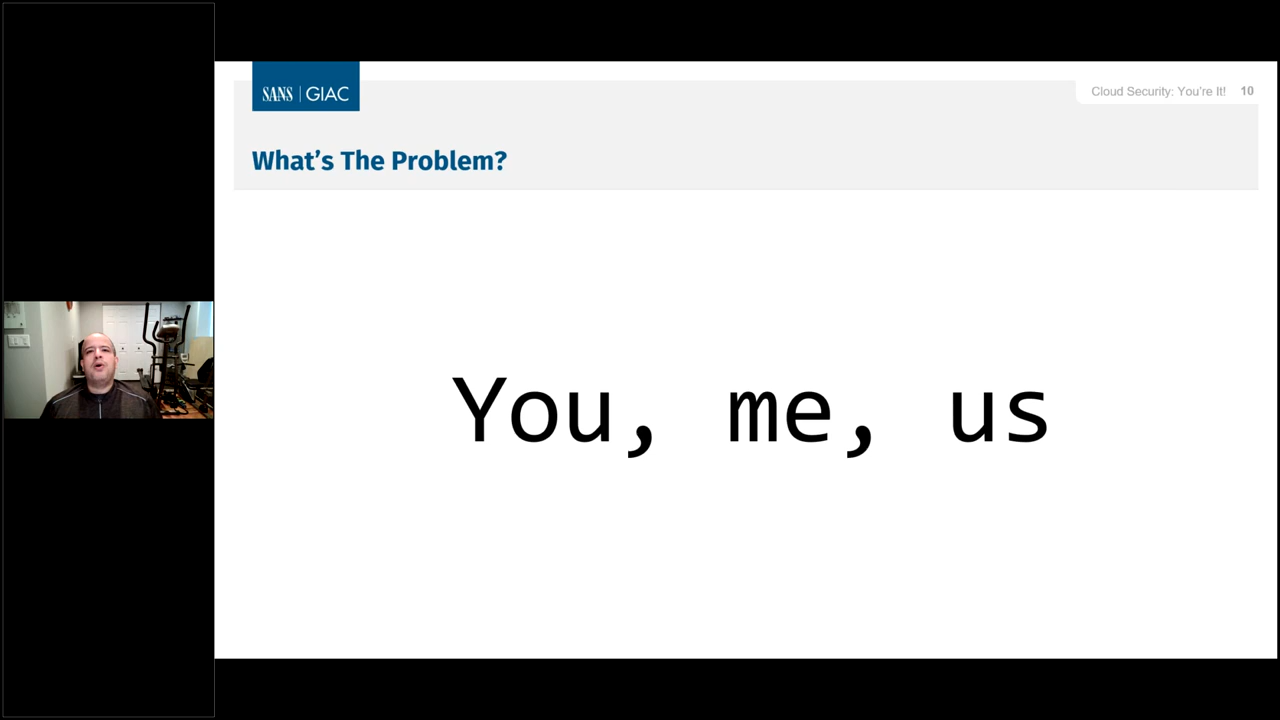 SANS | GIAC
Cloud Security: You're It! 10
What's The Problem?
You, me, us